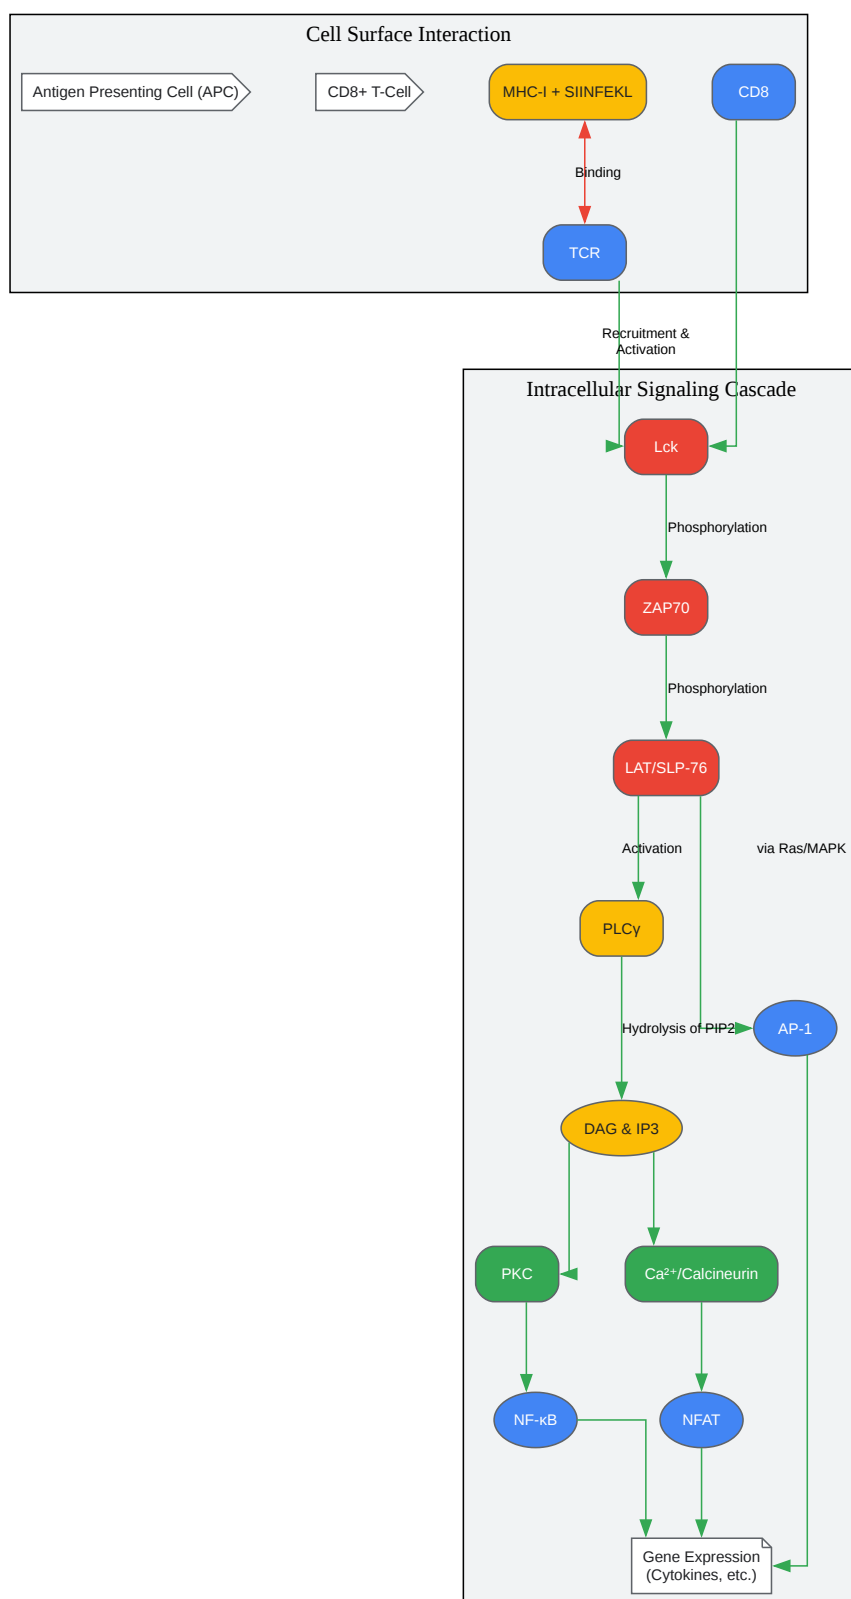 Cell Surface Interaction
Antigen Presenting Cell (APC)
CD8+ T-Cell
MHC-I + SIINFEKL
CD8
Binding
TCR
Recruitment &
Activation
Intracellular Signaling Cascade
Lck
Phosphorylation
ZAP70
Phosphorylation
LAT/SLP-76
Activation
via Ras/MAPK
PLCγ
Hydrolysis of PIP2
AP-1
DAG & IP3
PKC
Ca²⁺/Calcineurin
NF-κB
NFAT
Gene Expression
(Cytokines, etc.)